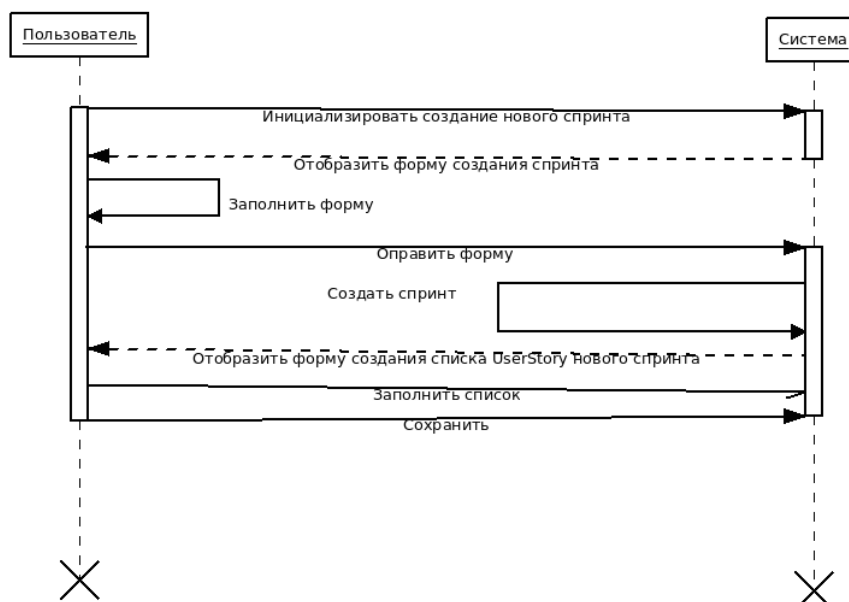 Пользователь
Система
Инициализировать создание нового спринта
Отобразить форму создания спринта
Заполнить форму
Оправить форму
Создать спринт
Отобразить форму создания списка UserStory нового спринта
Заполнить список
Сохранить